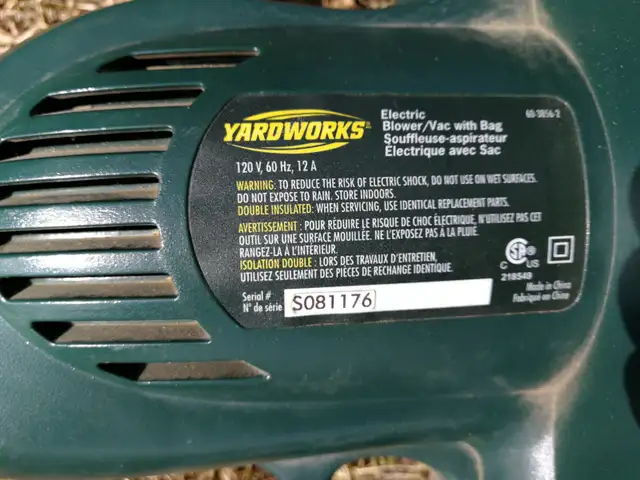 YARDWORKS®
Electric
Blower/Vac with Bag
Souffleuse-aspirateur
Électrique avec Sac
60-3856-2
120 V, 60 Hz, 12 A
WARNING: TO REDUCE THE RISK OF ELECTRIC SHOCK, DO NOT USE ON WET SURFACES.
DO NOT EXPOSE TO RAIN. STORE INDOORS.
DOUBLE INSULATED: WHEN SERVICING, USE IDENTICAL REPLACEMENT PARTS.
AVERTISSEMENT : POUR RÉDUIRE LE RISQUE DE CHOC ÉLECTRIQUE, N'UTILISEZ PAS CET
OUTIL SUR UNE SURFACE MOUILLÉE. NE L'EXPOSEZ PAS À LA PLUIE.
RANGEZ-LA À L'INTÉRIEUR.
ISOLATION DOUBLE : LORS DES TRAVAUX D'ENTRETIEN,
UTILISEZ SEULEMENT DES PIÈCES DE RECHANGE IDENTIQUE.
C SA® US
218549
Made in China
Fabriqué en Chine
Serial #
N° de série
S081176